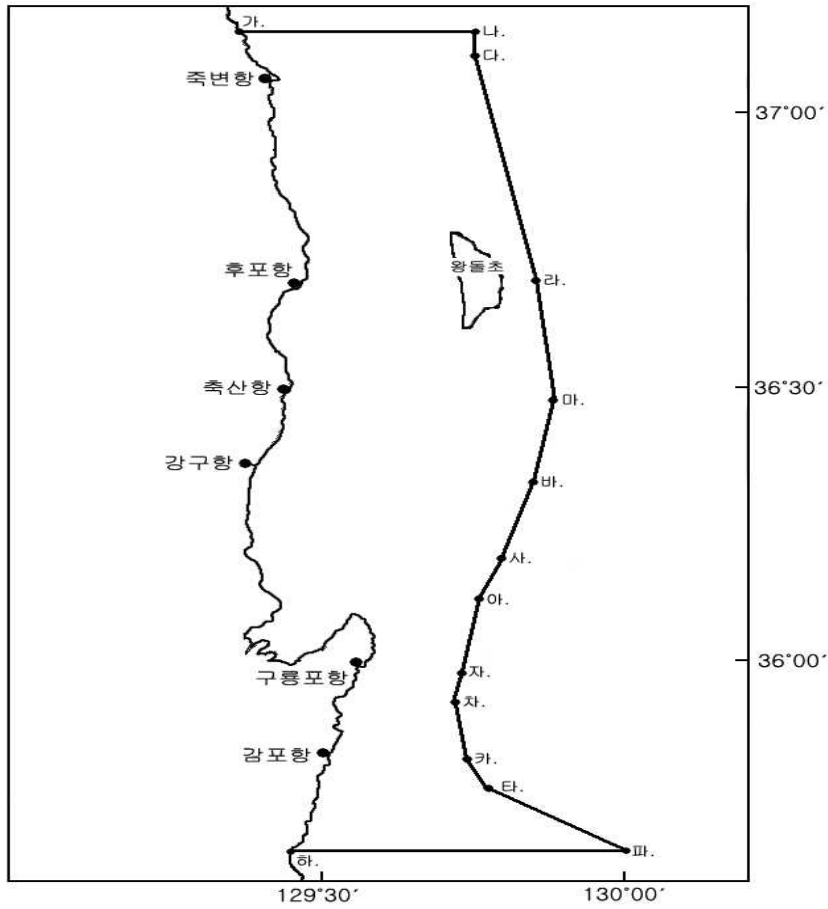 가.
나.
다.
죽변항
37°00′
후포항
왕돌초
라.
축산항
36°30′
마.
강구항
바.
사.
아.
구룡포항
자.
36°00′
차.
감포항
카.
타.
하.
파.
129°30′
130°00′